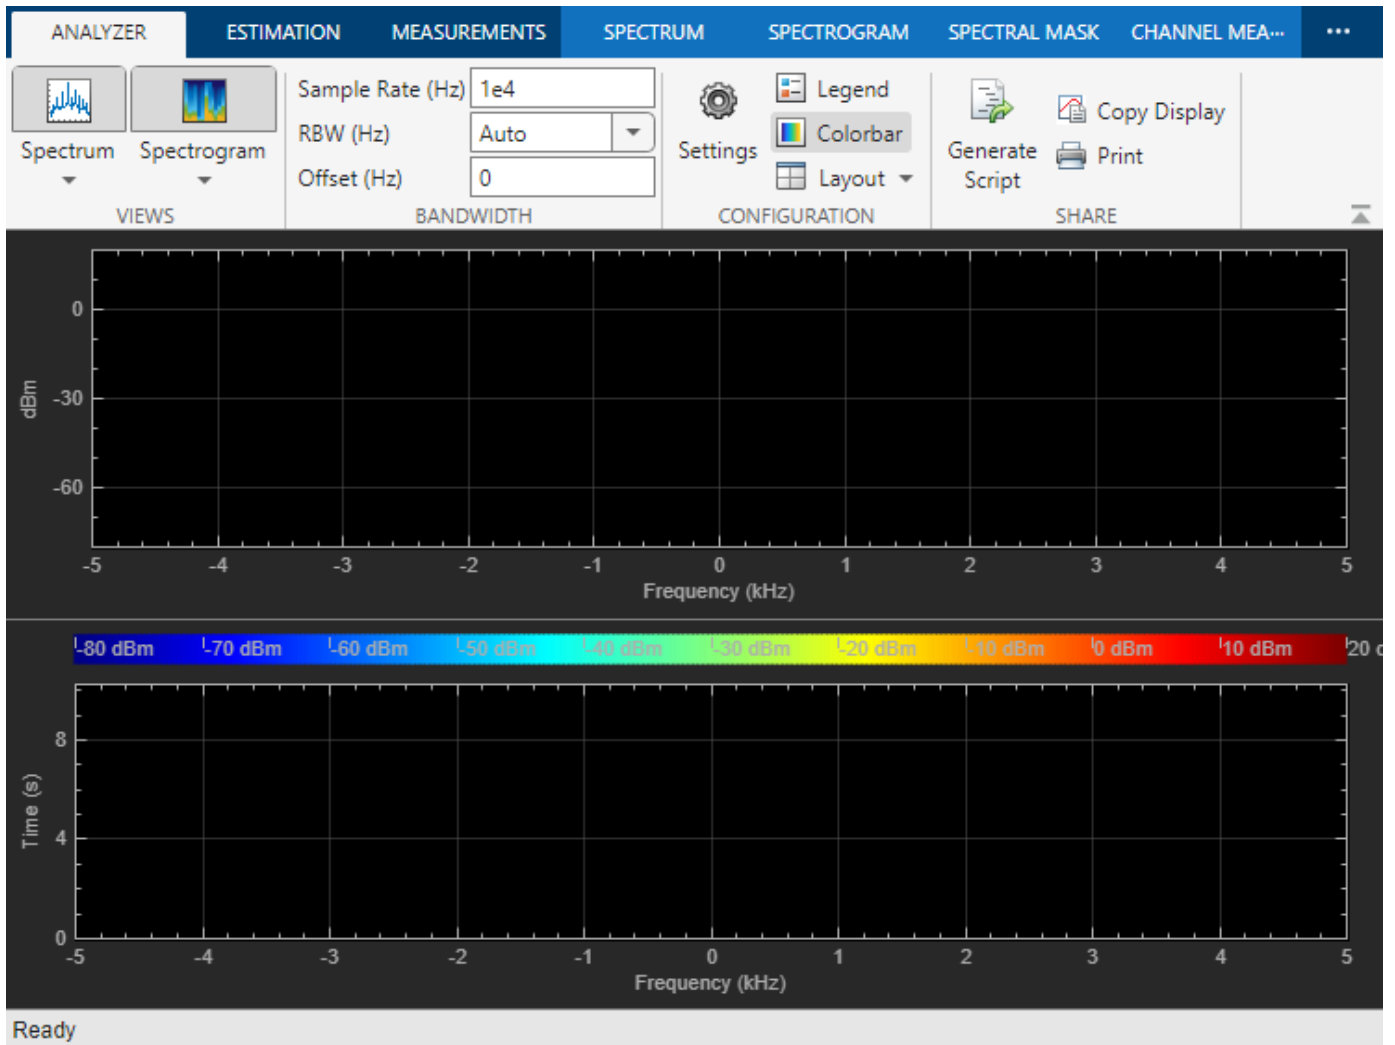 ANALYZER ESTIMATION MEASUREMENTS SPECTRUM SPECTROGRAM SPECTRAL MASK CHANNEL MEA··· ···
Spectrum Spectrogram
VIEWS
Sample Rate (Hz) 1e4
RBW (Hz) Auto
Offset (Hz) 0
BANDWIDTH
Settings
Legend
Colorbar
Layout
CONFIGURATION
Generate
Script
Copy Display
Print
SHARE
0
-30
-60
dBm
-5 -4 -3 -2 -1 0 1 2 3 4 5
Frequency (kHz)
-80 dBm -70 dBm -60 dBm -50 dBm -40 dBm -30 dBm -20 dBm -10 dBm 0 dBm 10 dBm 20 d
8
4
0
Time (s)
-5 -4 -3 -2 -1 0 1 2 3 4 5
Frequency (kHz)
Ready